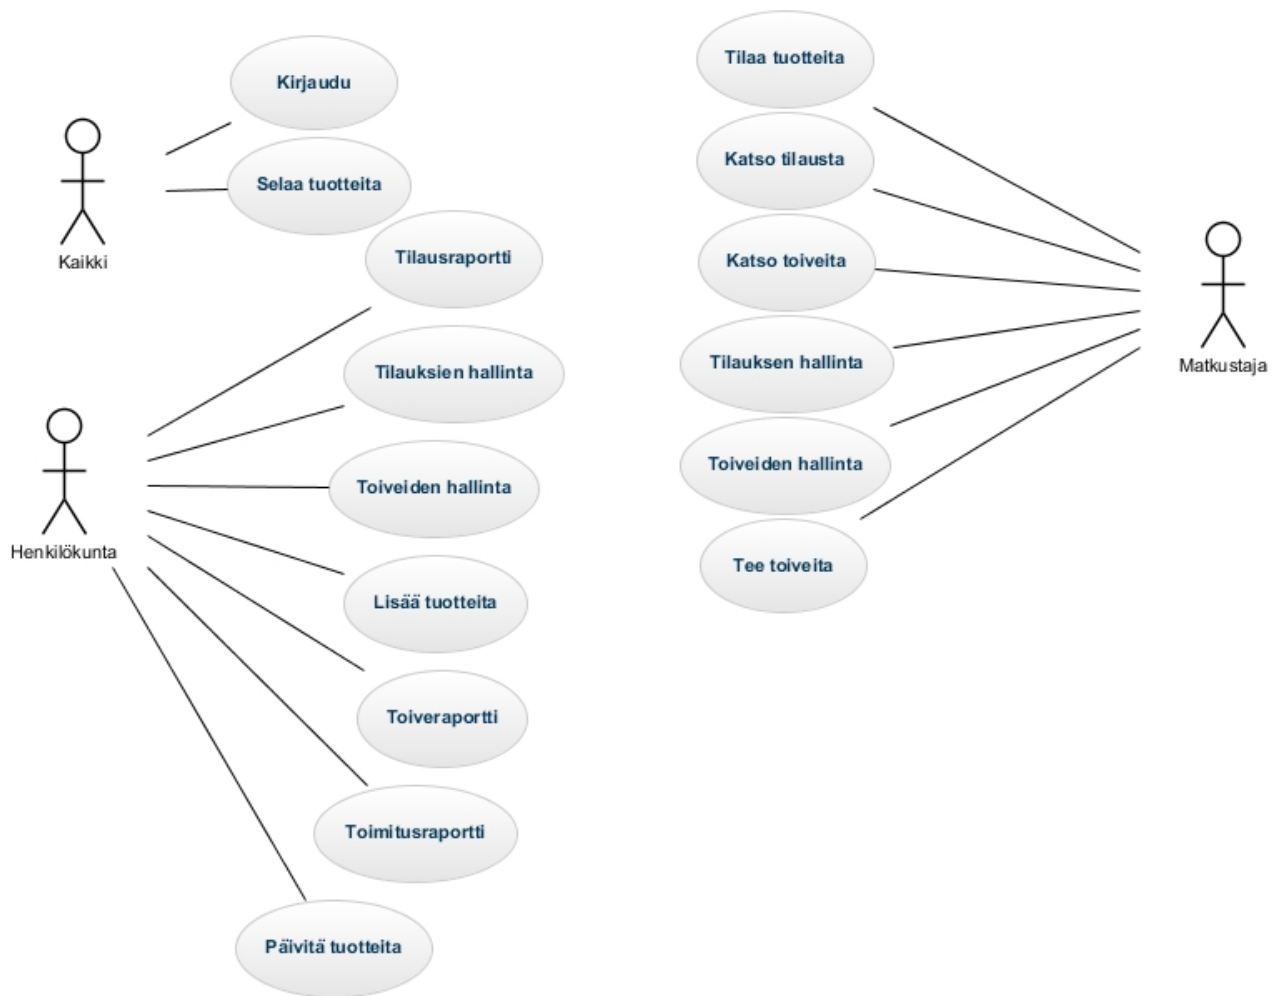 Kirjaudu
Selaa tuotteita
Kaikki
Tilausraportti
Tilauksien hallinta
Toiveiden hallinta
Henkilökunta
Lisää tuotteita
Toiveraportti
Toimitusraportti
Päivitä tuotteita
Tilaa tuotteita
Katso tilausta
Katso toiveita
Tilauksen hallinta
Matkustaja
Toiveiden hallinta
Tee toiveita